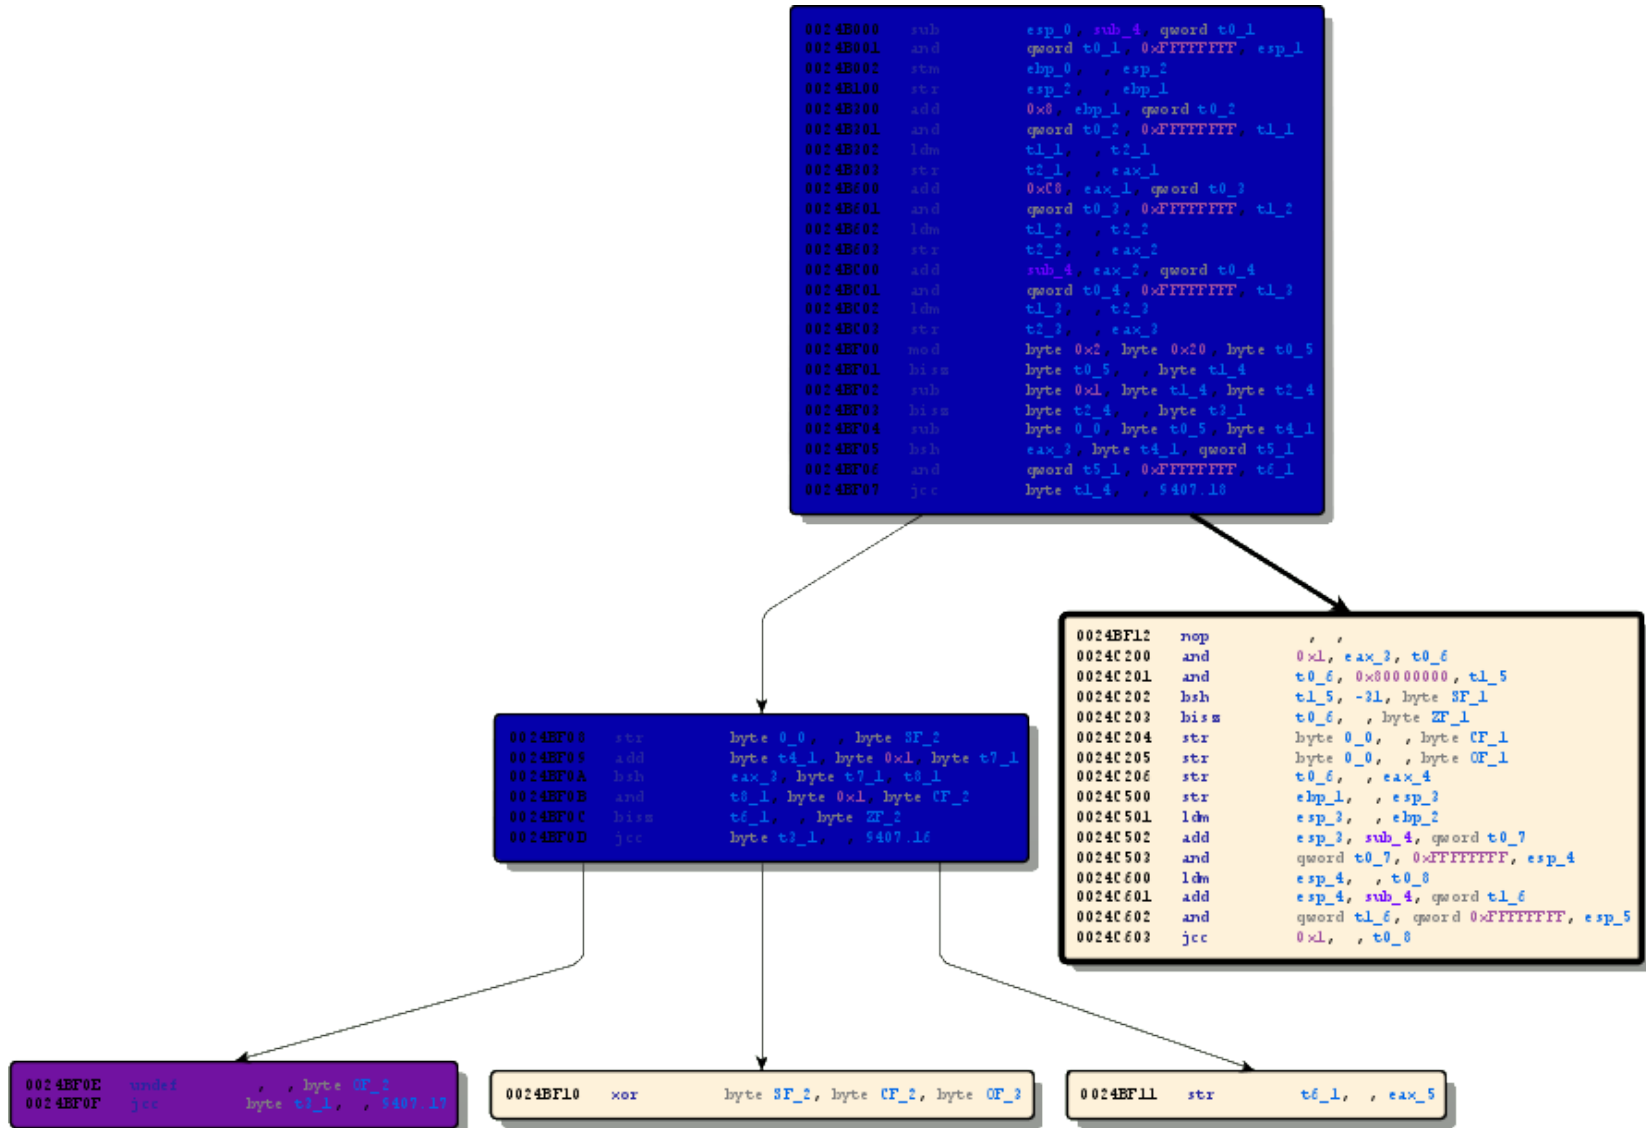 0024B000 sub esp_0, sub_4, qword t0_1
0024B001 and qword t0_1, 0xFFFFFFFF, esp_1
0024B002 stm ebp_0, , esp_2
0024B100 str esp_2, , ebp_1
0024B300 add 0x8, ebp_1, qword t0_2
0024B301 and qword t0_2, 0xFFFFFFFF, t1_1
0024B302 ldm t1_1, , t2_1
0024B303 str t2_1, , eax_1
0024B600 add 0xC8, eax_1, qword t0_3
0024B601 and qword t0_3, 0xFFFFFFFF, t1_2
0024B602 ldm t1_2, , t2_2
0024B603 str t2_2, , eax_2
0024BC00 add sub_4, eax_2, qword t0_4
0024BC01 and qword t0_4, 0xFFFFFFFF, t1_3
0024BC02 ldm t1_3, , t2_3
0024BC03 str t2_3, , eax_3
0024BF00 mod byte 0x2, byte 0x20, byte t0_5
0024BF01 bisz byte t0_5, , byte t1_4
0024BF02 sub byte 0x1, byte t1_4, byte t2_4
0024BF03 bisz byte t2_4, , byte t3_1
0024BF04 sub byte 0_0, byte t0_5, byte t4_1
0024BF05 bsh eax_3, byte t4_1, qword t5_1
0024BF06 and qword t5_1, 0xFFFFFFFF, t6_1
0024BF07 jcc byte t1_4, , 9407.18
0024BF08 str byte 0_0, , byte SF_2
0024BF09 add byte t4_1, byte 0x1, byte t7_1
0024BF0A bsh eax_3, byte t7_1, t8_1
0024BF0B and t8_1, byte 0x1, byte CF_2
0024BF0C bisz t6_1, , byte ZF_2
0024BF0D jcc byte t3_1, , 9407.16
0024BF12 nop , ,
0024C200 and 0x1, eax_3, t0_6
0024C201 and t0_6, 0x80000000, t1_5
0024C202 bsh t1_5, -31, byte SF_1
0024C203 bisz t0_6, , byte ZF_1
0024C204 str byte 0_0, , byte CF_1
0024C205 str byte 0_0, , byte OF_1
0024C206 str t0_6, , eax_4
0024C500 str ebp_1, , esp_3
0024C501 ldm esp_3, , ebp_2
0024C502 add esp_3, sub_4, qword t0_7
0024C503 and qword t0_7, 0xFFFFFFFF, esp_4
0024C600 ldm esp_4, , t0_8
0024C601 add esp_4, sub_4, qword t1_6
0024C602 and qword t1_6, qword 0xFFFFFFFF, esp_5
0024C603 jcc 0x1, , t0_8
0024BF0E undef , , byte OF_2
0024BF0F jcc byte t3_1, , 9407.17
0024BF10 xor byte SF_2, byte CF_2, byte OF_3
0024BF11 str t6_1, , eax_5